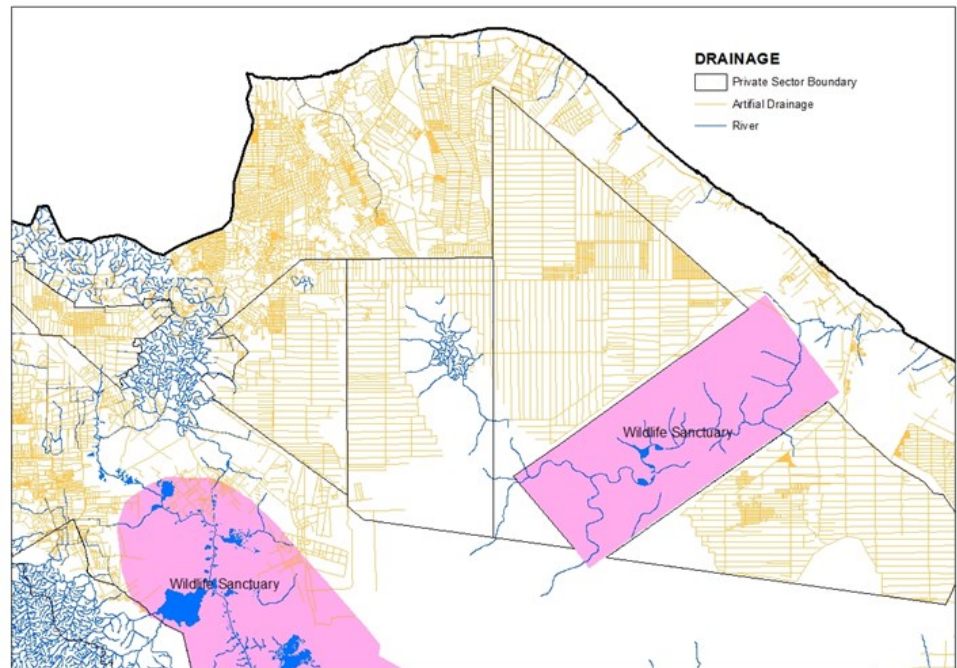 DRAINAGE
Private Sector Boundary
Artifial Drainage
River
Wildlife Sanctuary
Wildlife Sanctuary